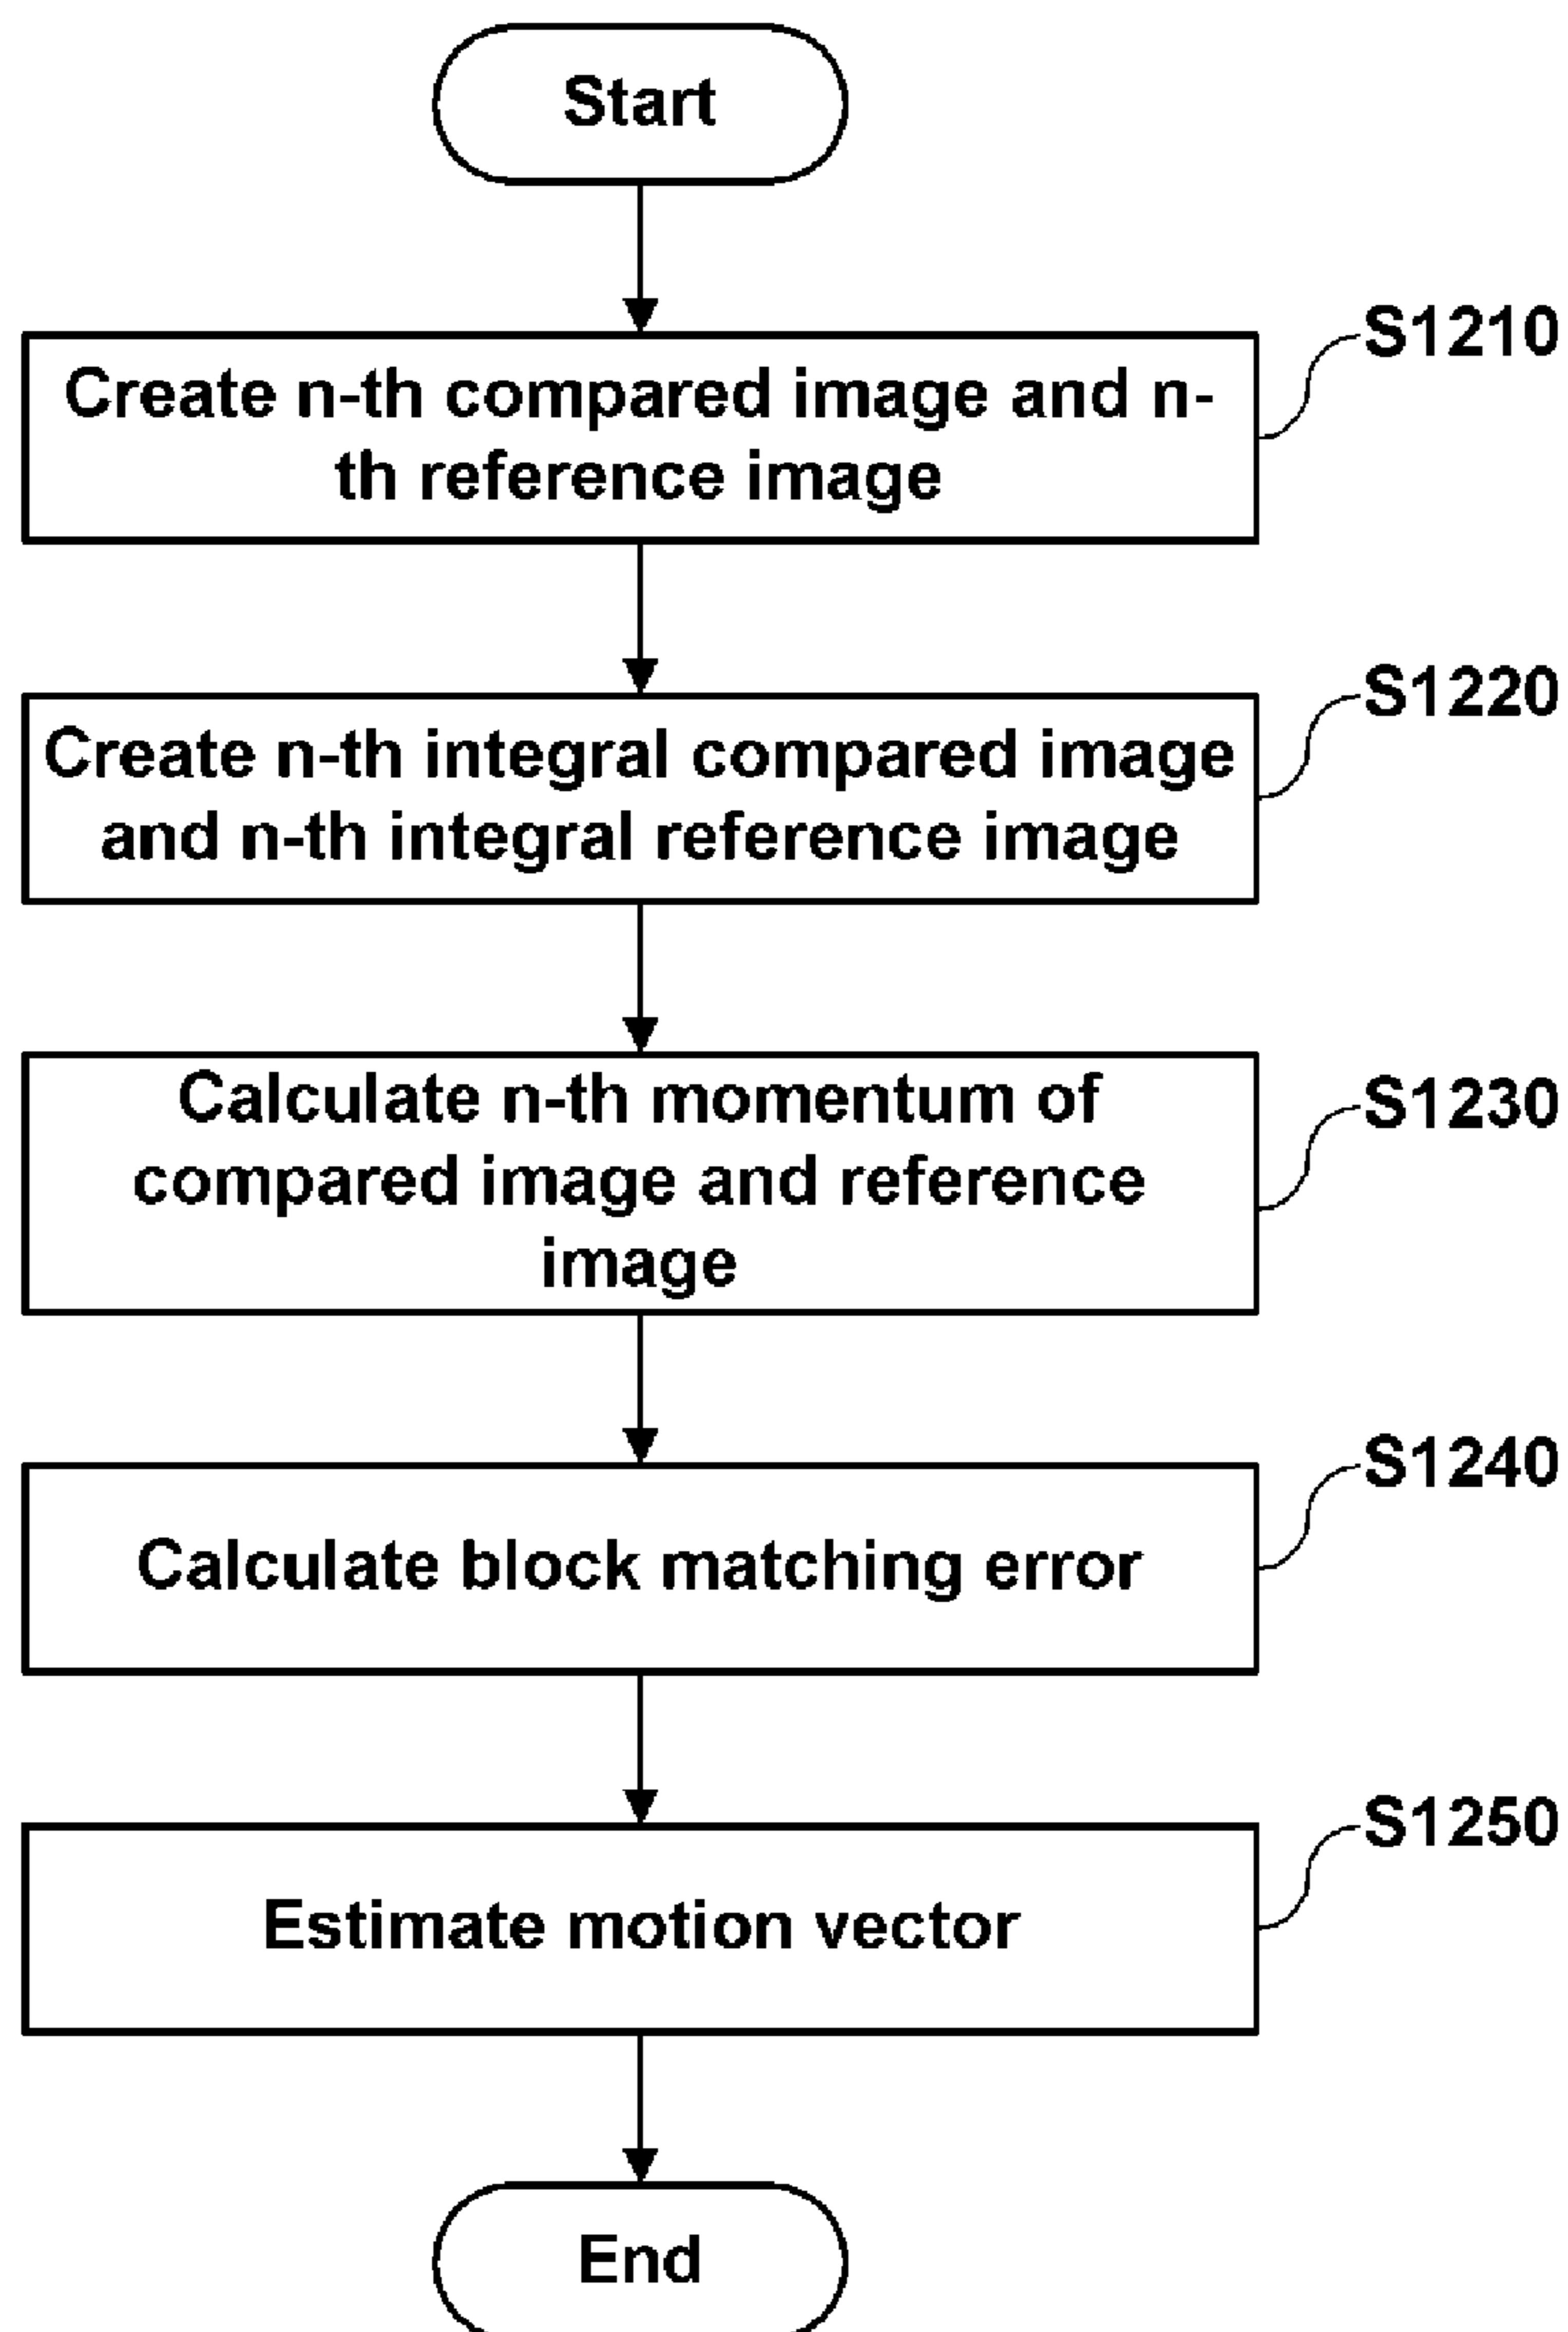 Start
S1210
Create n-th compared image and n-
th reference image
S1220
Create n-th integral compared image
and n-th integral reference image
S1230
Calculate n-th momentum of
compared image and reference
image
S1240
Calculate block matching error
S1250
Estimate motion vector
End